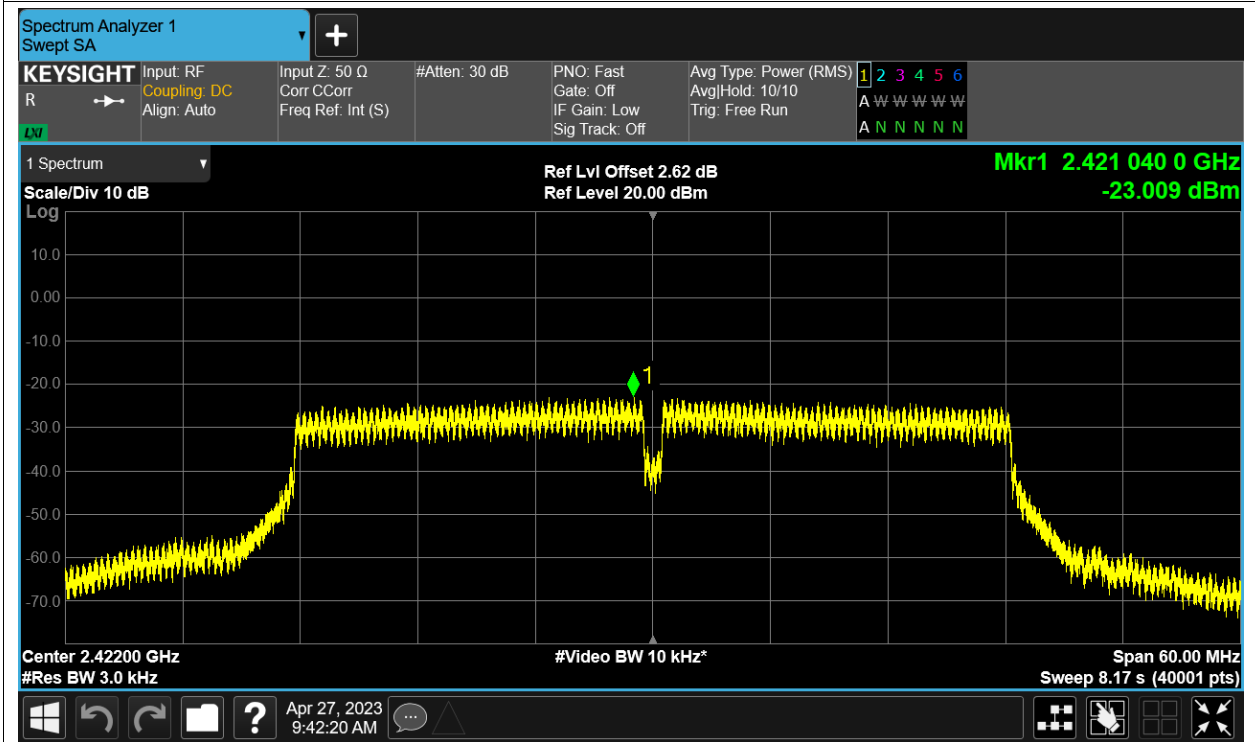 Spectrum Analyzer 1
Swept SA
+
KEYSIGHT
R
LXI
Input: RF
Coupling: DC
Align: Auto
Input Z: 50 Ω
Corr CCorr
Freq Ref: Int (S)
#Atten: 30 dB
PNO: Fast
Gate: Off
IF Gain: Low
Sig Track: Off
Avg Type: Power (RMS)
Avg|Hold: 10/10
Trig: Free Run
1 2 3 4 5 6
A W W W W W
A N N N N N
1 Spectrum
Scale/Div 10 dB
Log
Ref Lvl Offset 2.62 dB
Ref Level 20.00 dBm
Mkr1 2.421 040 0 GHz
-23.009 dBm
10.0
0.00
-10.0
-20.0
1
-30.0
-40.0
-50.0
-60.0
-70.0
Center 2.42200 GHz
#Video BW 10 kHz*
Span 60.00 MHz
#Res BW 3.0 kHz
Sweep 8.17 s (40001 pts)
?
Apr 27, 2023
9:42:20 AM